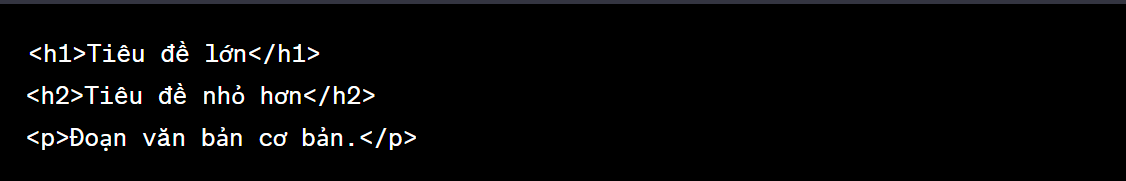 <h1>Tiêu đề lớn</h1>
<h2>Tiêu đề nhỏ hơn</h2>
<p>Đoạn văn bản cơ bản.</p>